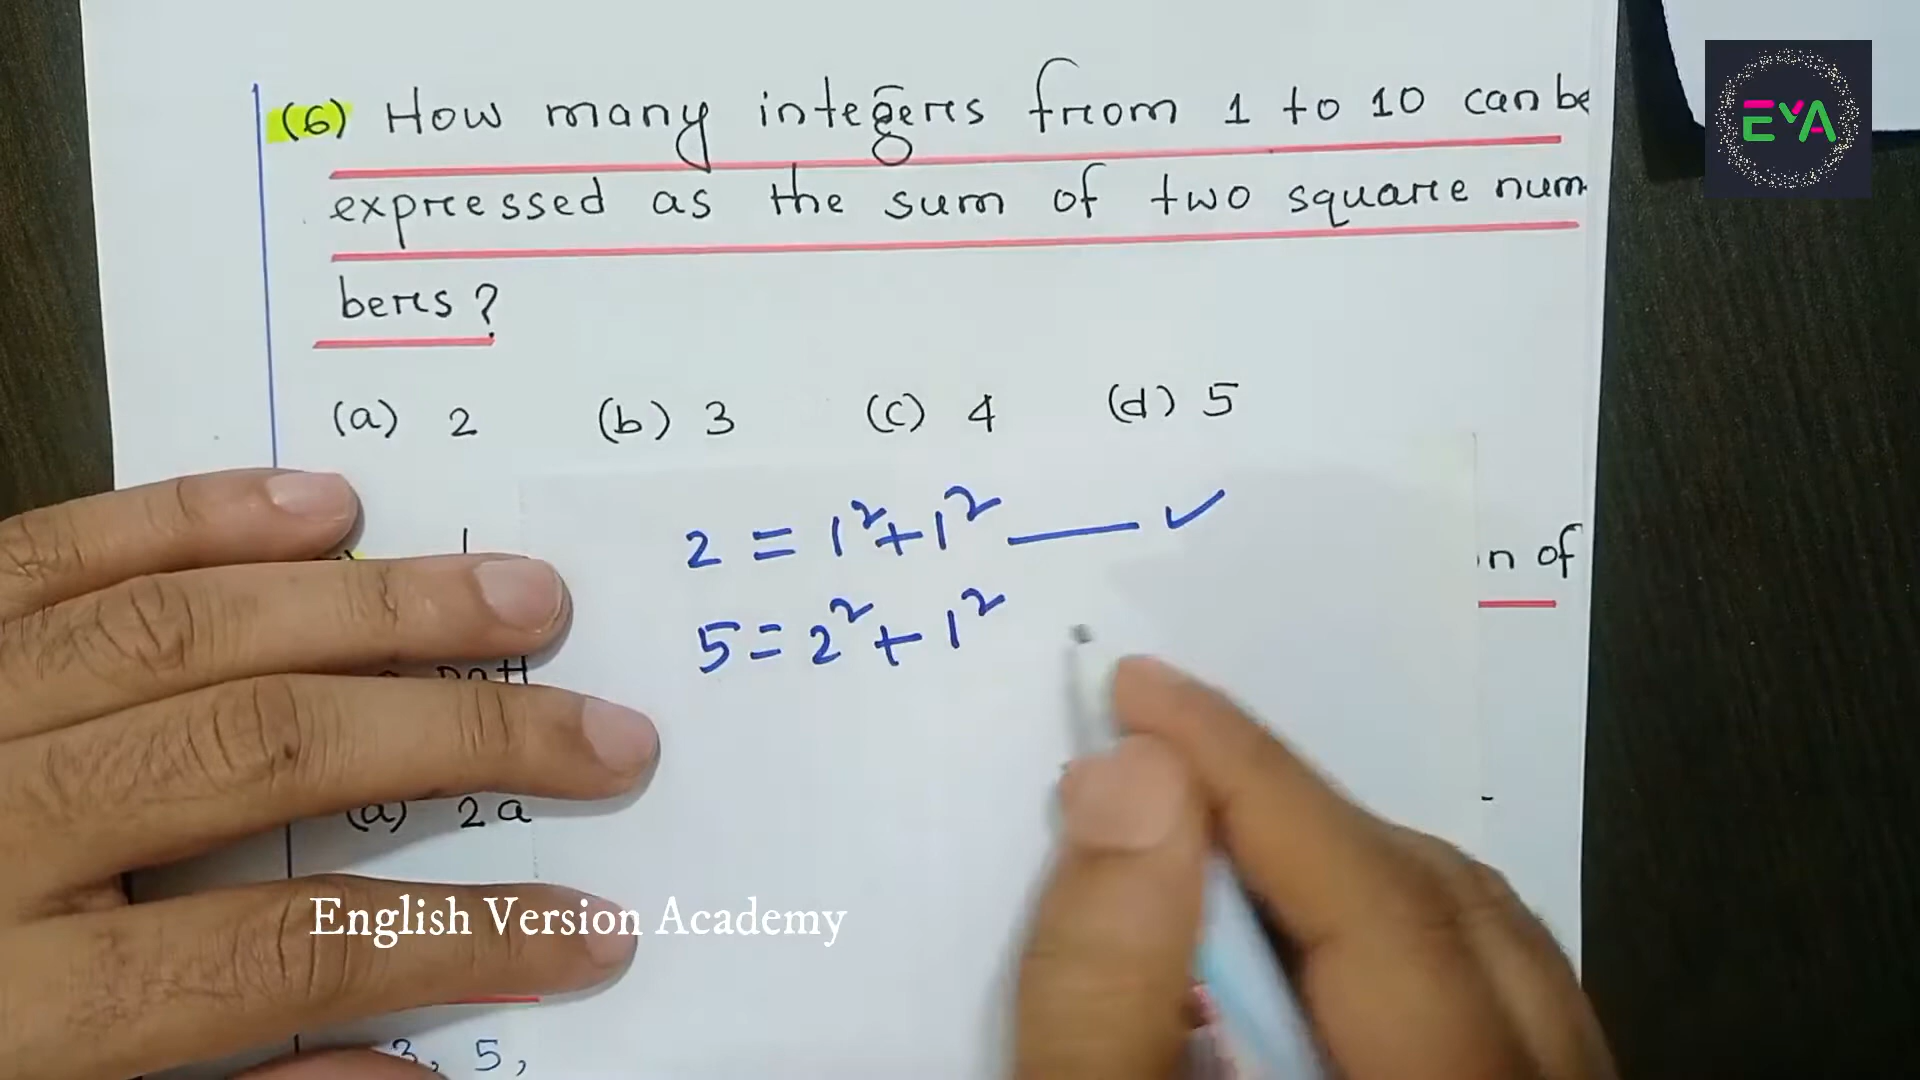 (6) How many integers from 1 to 10 can be
expressed as the sum of two square num
bers?
(a) 2 (b) 3 (c) 4 (d) 5
2 = 1² + 1² — ✓
5 = 2² + 1²
n of
(a) 2a
3, 5,
English Version Academy
EVA